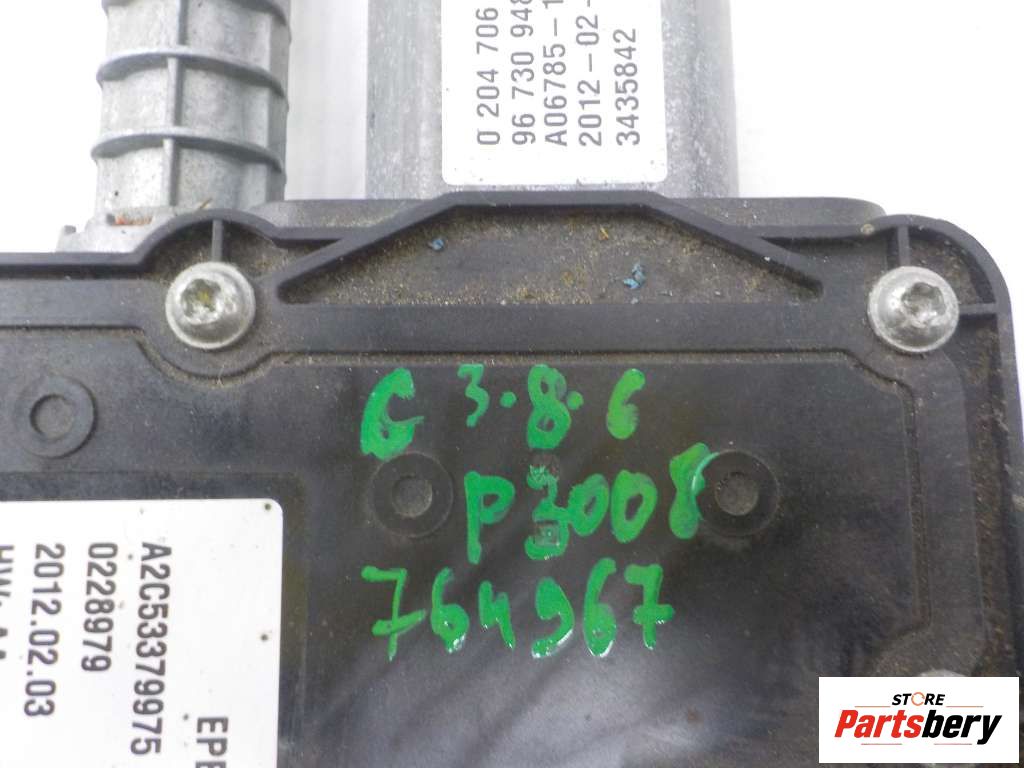 0 204 706
96 730 948
A06785-1
2012-02-
3435842
C 3.8.6
P3008
764967
EPB
A2C53379975
0228979
2012.02.03
STORE
Partsbery